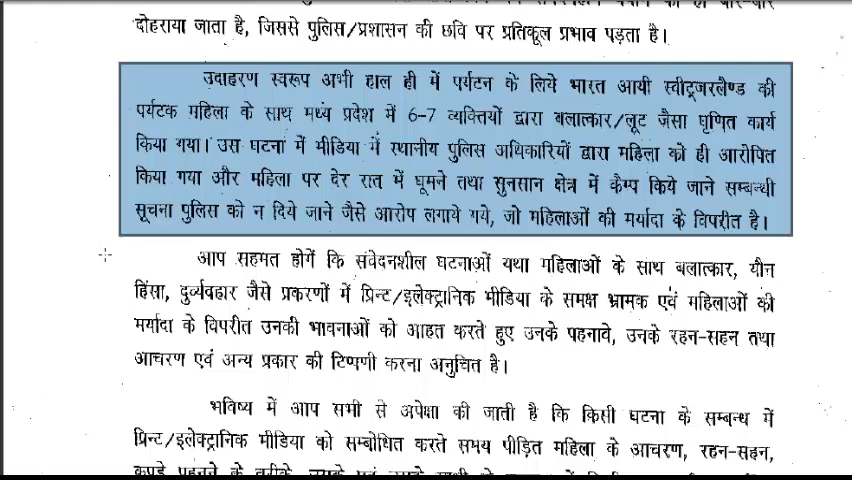 दोहराया जाता है, जिससे पुलिस/प्रशासन की छवि पर प्रतिकूल प्रभाव पड़ता है।
उदाहरण स्वरूप अभी हाल ही में पर्यटन के लिये भारत आयी स्वीट्जरलैण्ड की
पर्यटक महिला के साथ मध्य प्रदेश में 6-7 व्यक्तियों द्वारा बलात्कार/लूट जैसा घृणित कार्य
किया गया। उस घटना में मीडिया में स्थानीय पुलिस अधिकारियों द्वारा महिला को ही आरोपित
किया गया और महिला पर देर रात में घूमने तथा सुनसान क्षेत्र में कैम्प किये जाने सम्बन्धी
सूचना पुलिस को न दिये जाने जैसे आरोप लगाये गये, जो महिलाओं की मर्यादा के विपरीत है।
आप सहमत होगें कि संवेदनशील घटनाओं यथा महिलाओं के साथ बलात्कार, यौन
हिंसा, दुर्व्यवहार जैसे प्रकरणों में प्रिन्ट/इलेक्ट्रानिक मीडिया के समक्ष भ्रामक एवं महिलाओं की
मर्यादा के विपरीत उनकी भावनाओं को आहत करते हुए उनके पहनावे, उनके रहन-सहन तथा
आचरण एवं अन्य प्रकार की टिप्पणी करना अनुचित है।
भविष्य में आप सभी से अपेक्षा की जाती है कि किसी घटना के सम्बन्ध में
प्रिन्ट/इलेक्ट्रानिक मीडिया को सम्बोधित करते समय पीड़ित महिला के आचरण, रहन-सहन,